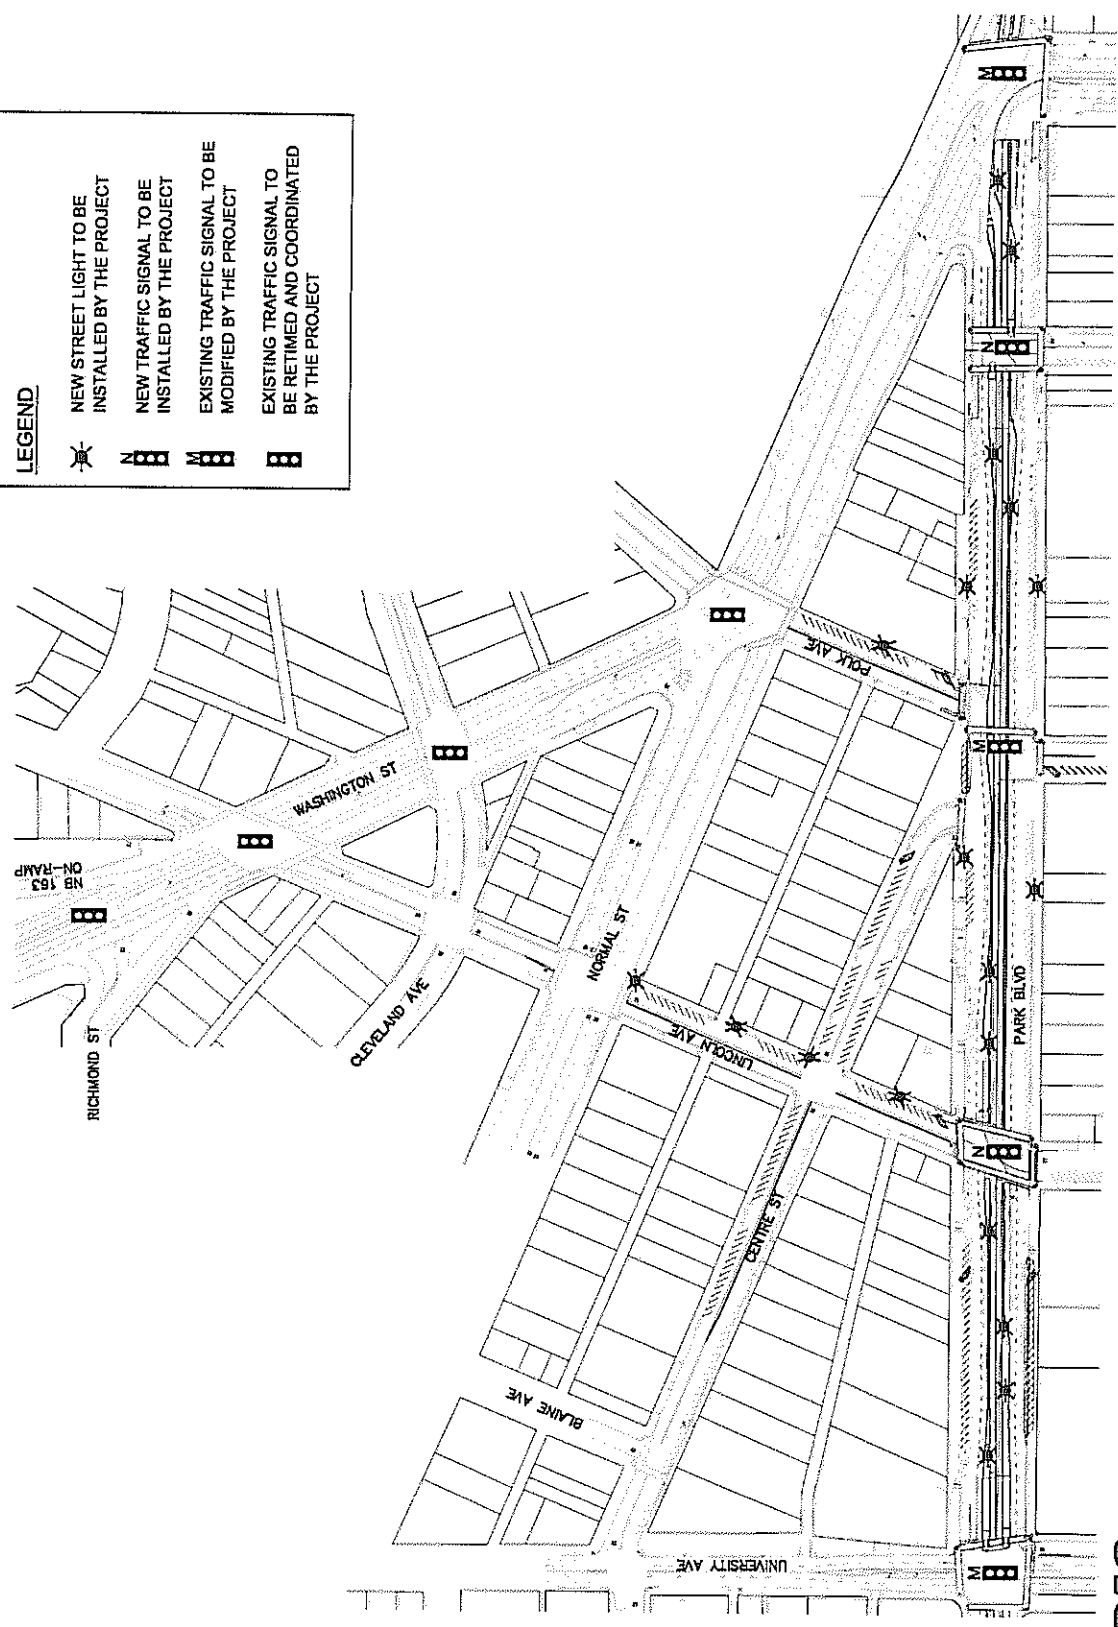 LEGEND
NEW STREET LIGHT TO BE
INSTALLED BY THE PROJECT
N
NEW TRAFFIC SIGNAL TO BE
INSTALLED BY THE PROJECT
M
EXISTING TRAFFIC SIGNAL TO BE
MODIFIED BY THE PROJECT
EXISTING TRAFFIC SIGNAL TO
BE RETIMED AND COORDINATED
BY THE PROJECT
RICHMOND ST
NB 163
ON-RAMP
WASHINGTON ST
CLEVELAND AVE
NORMAL ST
LINCOLN AVE
POLK AVE
BLAINE AVE
CENTRE ST
UNIVERSITY AVE
PARK BLVD
M
N
M
N
M